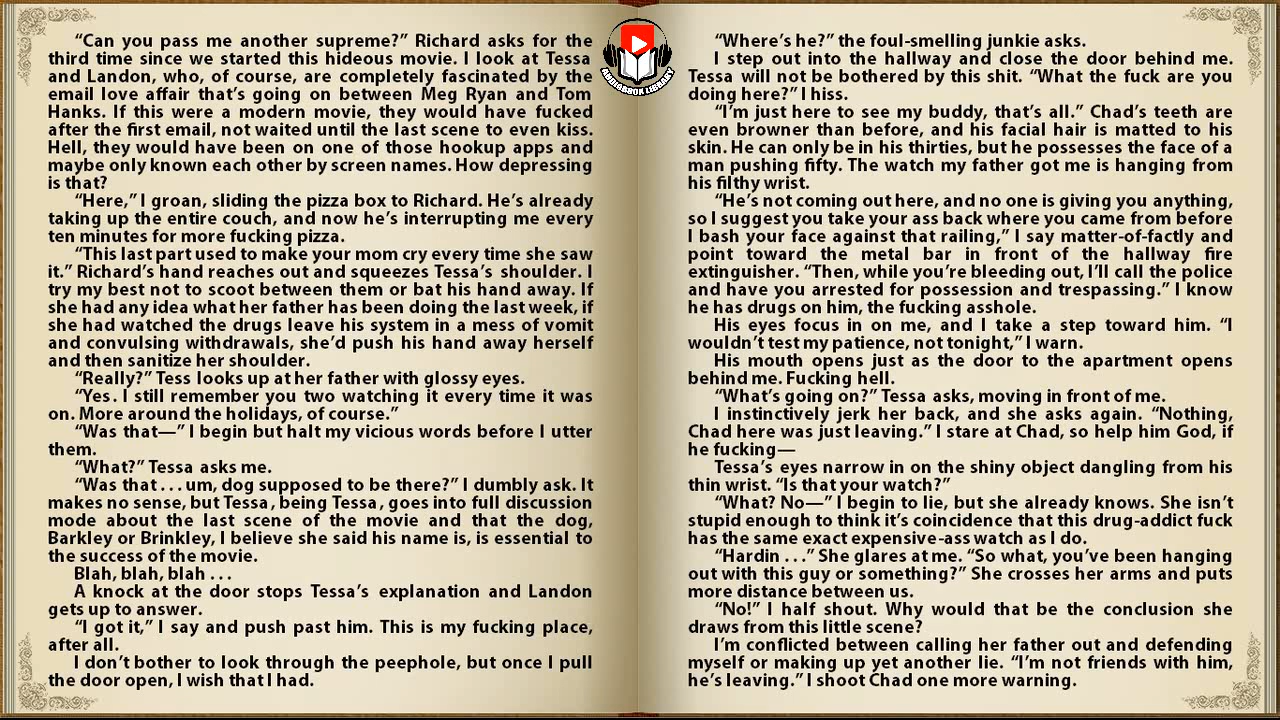 “Can you pass me another supreme?” Richard asks for the
third time since we started this hideous movie. I look at Tessa
and Landon, who, of course, are completely fascinated by the
email love affair that’s going on between Meg Ryan and Tom
Hanks. If this were a modern movie, they would have fucked
after the first email, not waited until the last scene to even kiss.
Hell, they would have been on one of those hookup apps and
maybe only known each other by screen names. How depressing
is that?
“Here,” I groan, sliding the pizza box to Richard. He’s already
taking up the entire couch, and now he’s interrupting me every
ten minutes for more fucking pizza.
“This last part used to make your mom cry every time she saw
it.” Richard’s hand reaches out and squeezes Tessa’s shoulder. I
try my best not to scoot between them or bat his hand away. If
she had any idea what her father has been doing the last week, if
she had watched the drugs leave his system in a mess of vomit
and convulsing withdrawals, she’d push his hand away herself
and then sanitize her shoulder.
“Really?” Tess looks up at her father with glossy eyes.
“Yes. I still remember you two watching it every time it was
on. More around the holidays, of course.”
“Was that—” I begin but halt my vicious words before I utter
them.
“What?” Tessa asks me.
“Was that . . . um, dog supposed to be there?” I dumbly ask. It
makes no sense, but Tessa, being Tessa, goes into full discussion
mode about the last scene of the movie and that the dog,
Barkley or Brinkley, I believe she said his name is, is essential to
the success of the movie.
Blah, blah, blah . . .
A knock at the door stops Tessa’s explanation and Landon
gets up to answer.
“I got it,” I say and push past him. This is my fucking place,
after all.
I don’t bother to look through the peephole, but once I pull
the door open, I wish that I had.
AUDIOBOOK LIBRARY
“Where’s he?” the foul-smelling junkie asks.
I step out into the hallway and close the door behind me.
Tessa will not be bothered by this shit. “What the fuck are you
doing here?” I hiss.
“I’m just here to see my buddy, that’s all.” Chad’s teeth are
even browner than before, and his facial hair is matted to his
skin. He can only be in his thirties, but he possesses the face of a
man pushing fifty. The watch my father got me is hanging from
his filthy wrist.
“He’s not coming out here, and no one is giving you anything,
so I suggest you take your ass back where you came from before
I bash your face against that railing,” I say matter-of-factly and
point toward the metal bar in front of the hallway fire
extinguisher. “Then, while you’re bleeding out, I’ll call the police
and have you arrested for possession and trespassing.” I know
he has drugs on him, the fucking asshole.
His eyes focus in on me, and I take a step toward him. “I
wouldn’t test my patience, not tonight,” I warn.
His mouth opens just as the door to the apartment opens
behind me. Fucking hell.
“What’s going on?” Tessa asks, moving in front of me.
I instinctively jerk her back, and she asks again. “Nothing,
Chad here was just leaving.” I stare at Chad, so help him God, if
he fucking—
Tessa’s eyes narrow in on the shiny object dangling from his
thin wrist. “Is that your watch?”
“What? No—” I begin to lie, but she already knows. She isn’t
stupid enough to think it’s coincidence that this drug-addict fuck
has the same exact expensive-ass watch as I do.
“Hardin . . .” She glares at me. “So what, you’ve been hanging
out with this guy or something?” She crosses her arms and puts
more distance between us.
“No!” I half shout. Why would that be the conclusion she
draws from this little scene?
I’m conflicted between calling her father out and defending
myself or making up yet another lie. “I’m not friends with him,
he’s leaving.” I shoot Chad one more warning.